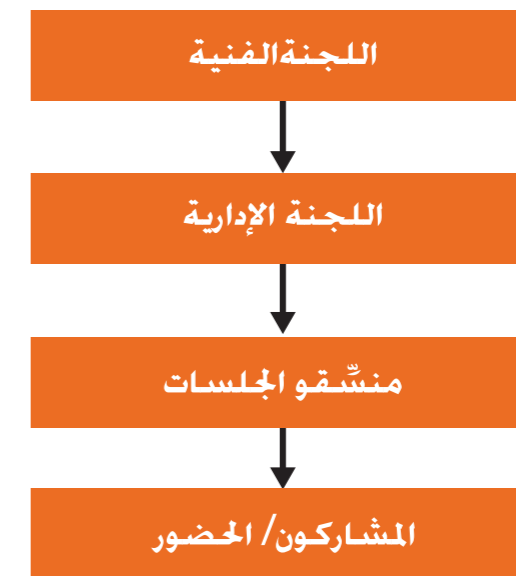 اللجنة الفنية
اللجنة الإدارية
منسّقو الجلسات
المشاركون/ الحضور